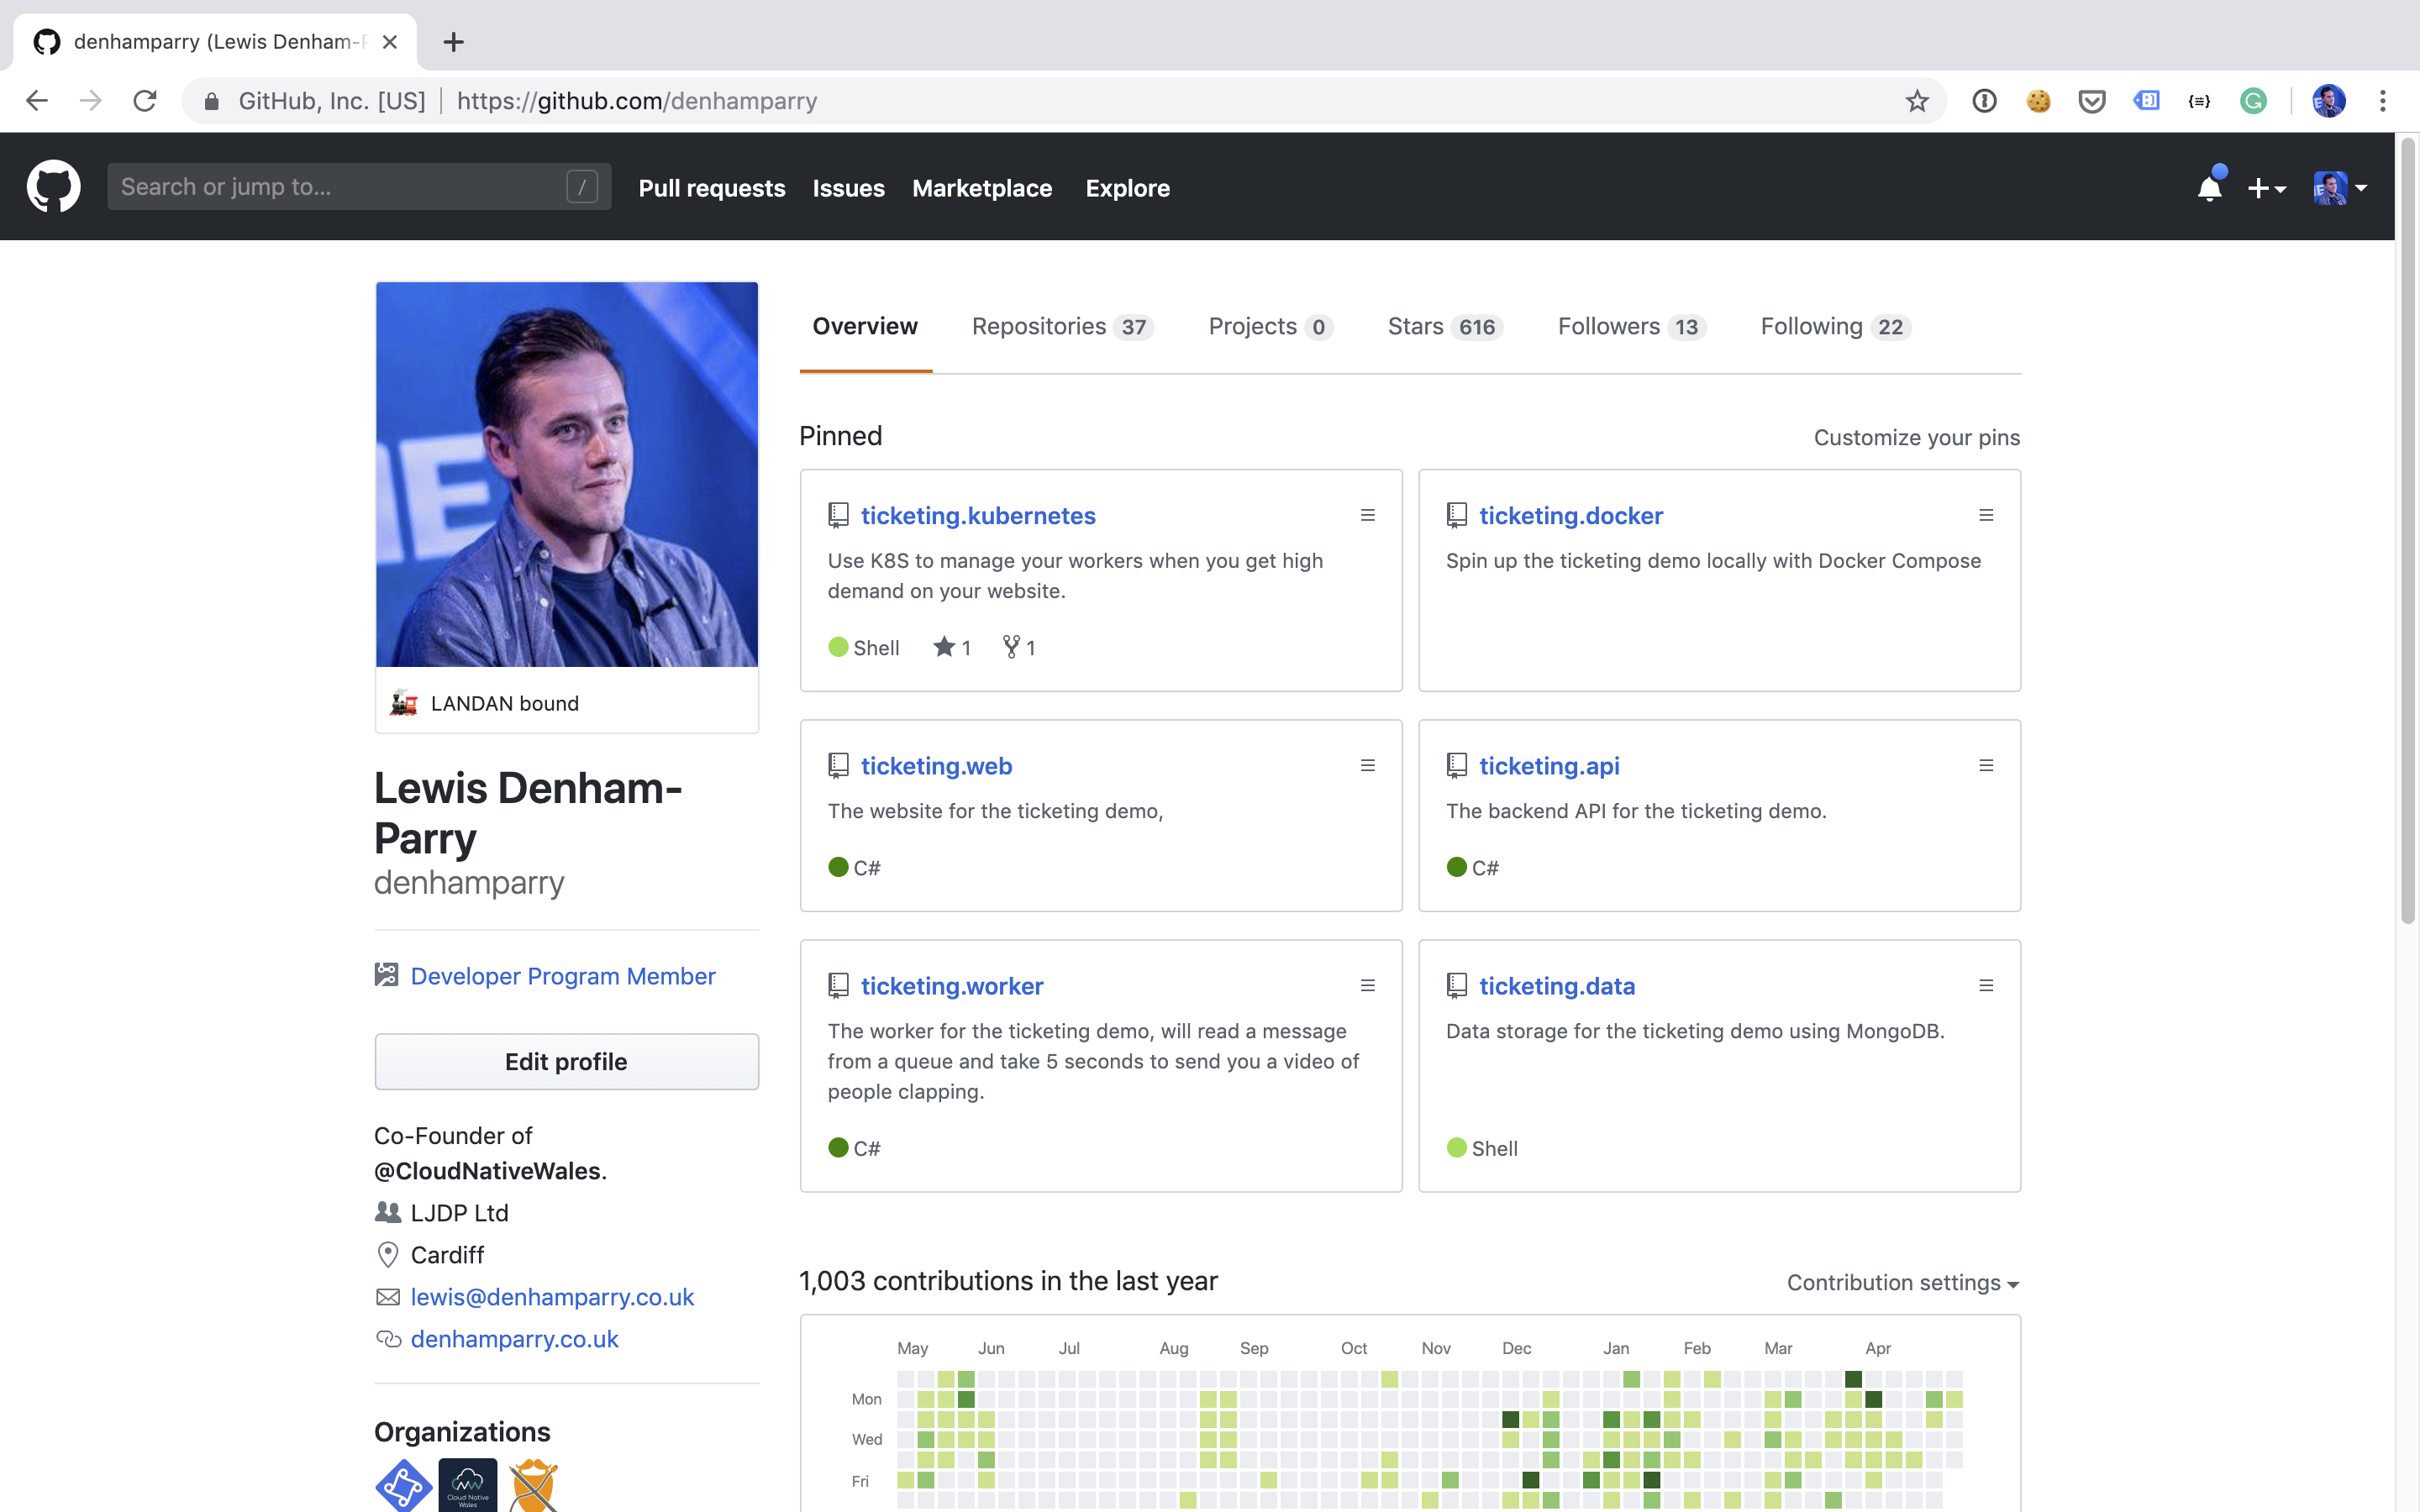 denhamparry (Lewis Denham-
GitHub, Inc. [US] https://github.com/denhamparry
Search or jump to... /
Pull requests Issues Marketplace Explore
Overview Repositories 37 Projects 0 Stars 616 Followers 13 Following 22
LANDAN bound
Lewis Denham-
Parry
denhamparry
Developer Program Member
Edit profile
Co-Founder of
@CloudNativeWales.
LJDP Ltd
Cardiff
lewis@denhamparry.co.uk
denhamparry.co.uk
Organizations
Cloud Native
Wales
Pinned
Customize your pins
ticketing.kubernetes
Use K8S to manage your workers when you get high
demand on your website.
Shell 1 1
ticketing.docker
Spin up the ticketing demo locally with Docker Compose
ticketing.web
The website for the ticketing demo,
C#
ticketing.api
The backend API for the ticketing demo.
C#
ticketing.worker
The worker for the ticketing demo, will read a message
from a queue and take 5 seconds to send you a video of
people clapping.
C#
ticketing.data
Data storage for the ticketing demo using MongoDB.
Shell
1,003 contributions in the last year
Contribution settings
May Jun Jul Aug Sep Oct Nov Dec Jan Feb Mar Apr
Mon
Wed
Fri